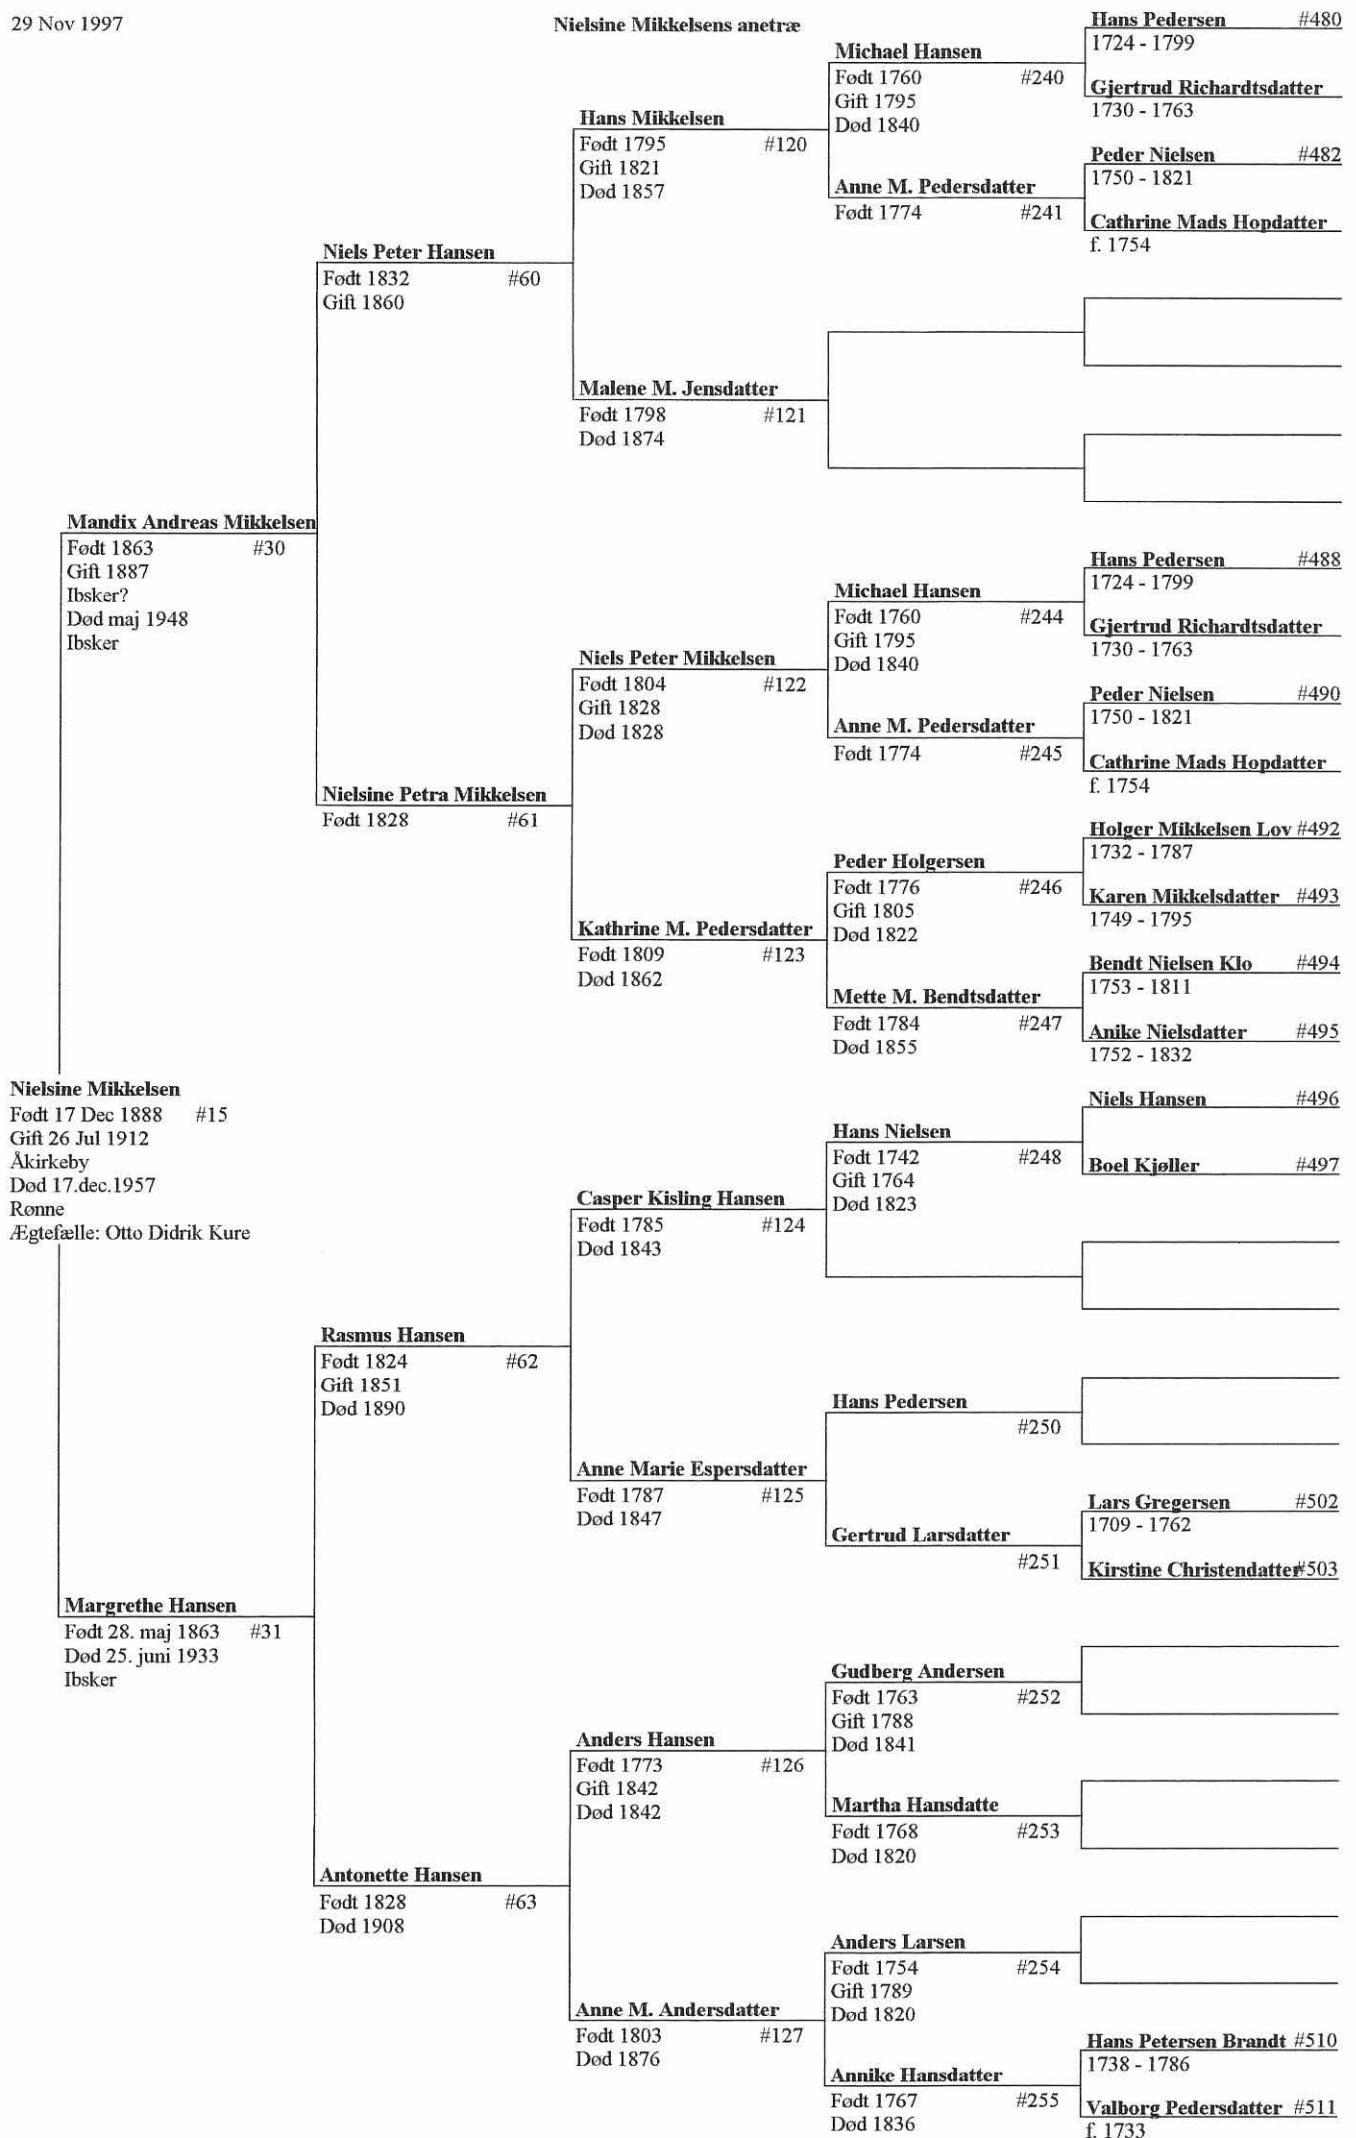 29 Nov 1997
Nielsine Mikkelsens anetræ
Nielsine Mikkelsen
Født 17 Dec 1888 #15
Gift 26 Jul 1912
Åkirkeby
Død 17.dec.1957
Rønne
Ægtefælle: Otto Didrik Kure
Mandix Andreas Mikkelsen
Født 1863 #30
Gift 1887
Ibsker?
Død maj 1948
Ibsker
Margrethe Hansen
Født 28. maj 1863 #31
Død 25. juni 1933
Ibsker
Niels Peter Hansen
Født 1832 #60
Gift 1860
Nielsine Petra Mikkelsen
Født 1828 #61
Rasmus Hansen
Født 1824 #62
Gift 1851
Død 1890
Antonette Hansen
Født 1828 #63
Død 1908
Hans Mikkelsen
Født 1795 #120
Gift 1821
Død 1857
Malene M. Jensdatter
Født 1798 #121
Død 1874
Niels Peter Mikkelsen
Født 1804 #122
Gift 1828
Død 1828
Kathrine M. Pedersdatter
Født 1809 #123
Død 1862
Casper Kisling Hansen
Født 1785 #124
Død 1843
Anne Marie Espersdatter
Født 1787 #125
Død 1847
Anders Hansen
Født 1773 #126
Gift 1842
Død 1842
Anne M. Andersdatter
Født 1803 #127
Død 1876
Michael Hansen
Født 1760 #240
Gift 1795
Død 1840
Anne M. Pedersdatter
Født 1774 #241
Michael Hansen
Født 1760 #244
Gift 1795
Død 1840
Anne M. Pedersdatter
Født 1774 #245
Peder Holgersen
Født 1776 #246
Gift 1805
Død 1822
Mette M. Bendtsdatter
Født 1784 #247
Død 1855
Hans Nielsen
Født 1742 #248
Gift 1764
Død 1823
Hans Pedersen
#250
Gertrud Larsdatter
#251
Gudberg Andersen
Født 1763 #252
Gift 1788
Død 1841
Martha Hansdatte
Født 1768 #253
Død 1820
Anders Larsen
Født 1754 #254
Gift 1789
Død 1820
Annike Hansdatter
Født 1767 #255
Død 1836
Hans Pedersen #480
1724 - 1799
Gjertrud Richardtsdatter
1730 - 1763
Peder Nielsen #482
1750 - 1821
Cathrine Mads Hopdatter
f. 1754
Hans Pedersen #488
1724 - 1799
Gjertrud Richardtsdatter
1730 - 1763
Peder Nielsen #490
1750 - 1821
Cathrine Mads Hopdatter
f. 1754
Holger Mikkelsen Lov #492
1732 - 1787
Karen Mikkelsdatter #493
1749 - 1795
Bendt Nielsen Klo #494
1753 - 1811
Anike Nielsdatter #495
1752 - 1832
Niels Hansen #496
Boel Kjøller #497
Lars Gregersen #502
1709 - 1762
Kirstine Christendatter#503
Hans Petersen Brandt #510
1738 - 1786
Valborg Pedersdatter #511
f. 1733